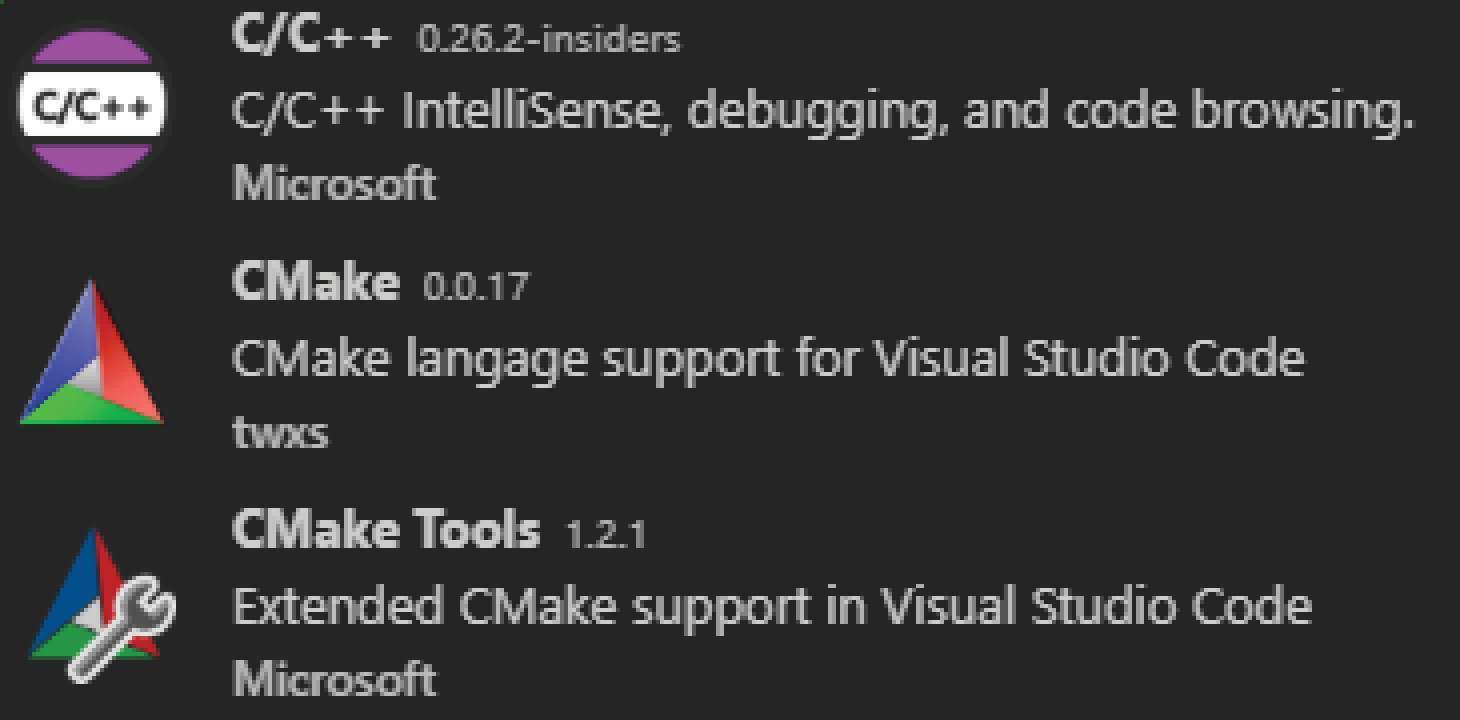 C/C++ 0.26.2-insiders
C/C++
C/C++ IntelliSense, debugging, and code browsing.
Microsoft
CMake 0.0.17
CMake langage support for Visual Studio Code
twxs
CMake Tools 1.2.1
Extended CMake support in Visual Studio Code
Microsoft